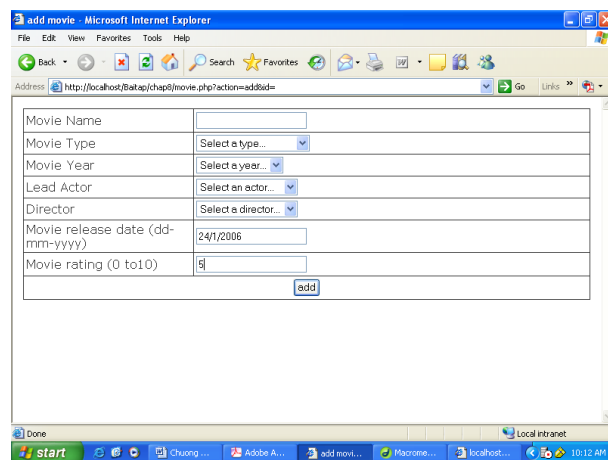 add movie - Microsoft Internet Explorer
File Edit View Favorites Tools Help
Back Search Favorites
Address http://localhost/Baitap/chap8/movie.php?action=add&id= Go Links »
Movie Name
Movie Type Select a type...
Movie Year Select a year...
Lead Actor Select an actor...
Director Select a director...
Movie release date (dd-
mm-yyyy) 24/1/2006
Movie rating (0 to10) 5
add
Done Local intranet
start Chuong ... Adobe A... add movi... Macrome... localhost... 10:12 AM